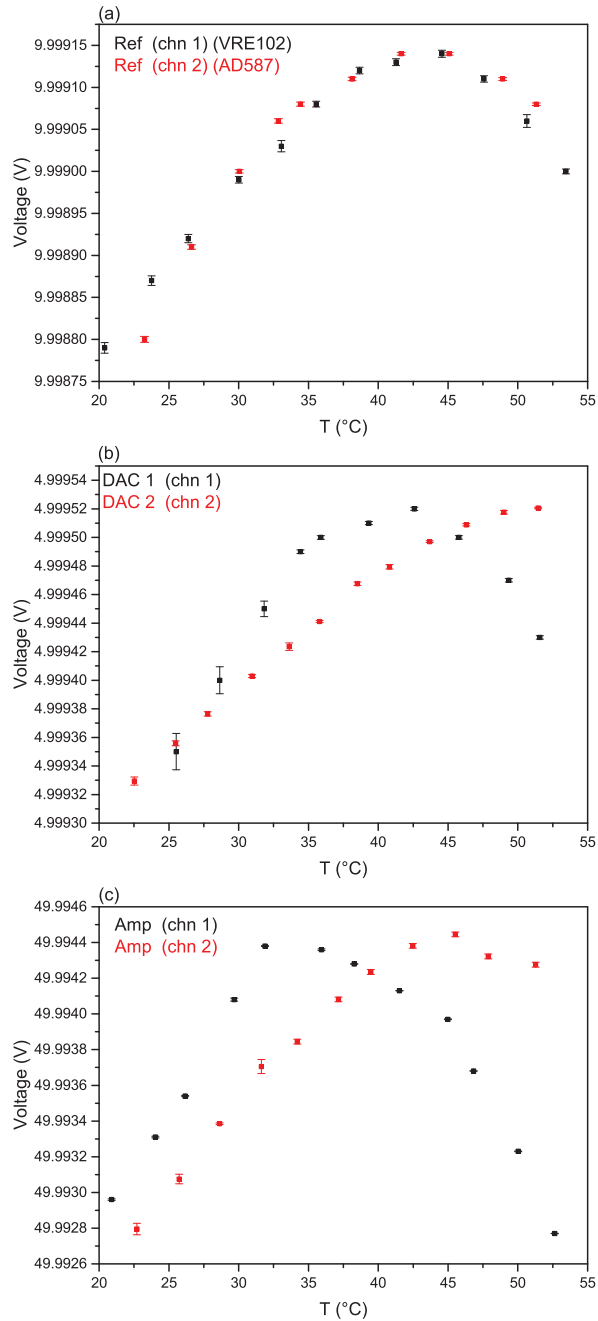 (a)
Ref (chn 1) (VRE102)
Ref (chn 2) (AD587)
9.99915
9.99910
9.99905
9.99900
9.99895
9.99890
9.99885
9.99880
9.99875
Voltage (V)
20 25 30 35 40 45 50 55
T (°C)
(b)
DAC 1 (chn 1)
DAC 2 (chn 2)
4.99954
4.99952
4.99950
4.99948
4.99946
4.99944
4.99942
4.99940
4.99938
4.99936
4.99934
4.99932
4.99930
Voltage (V)
20 25 30 35 40 45 50 55
T (°C)
(c)
Amp (chn 1)
Amp (chn 2)
49.9946
49.9944
49.9942
49.9940
49.9938
49.9936
49.9934
49.9932
49.9930
49.9928
49.9926
Voltage (V)
20 25 30 35 40 45 50 55
T (°C)